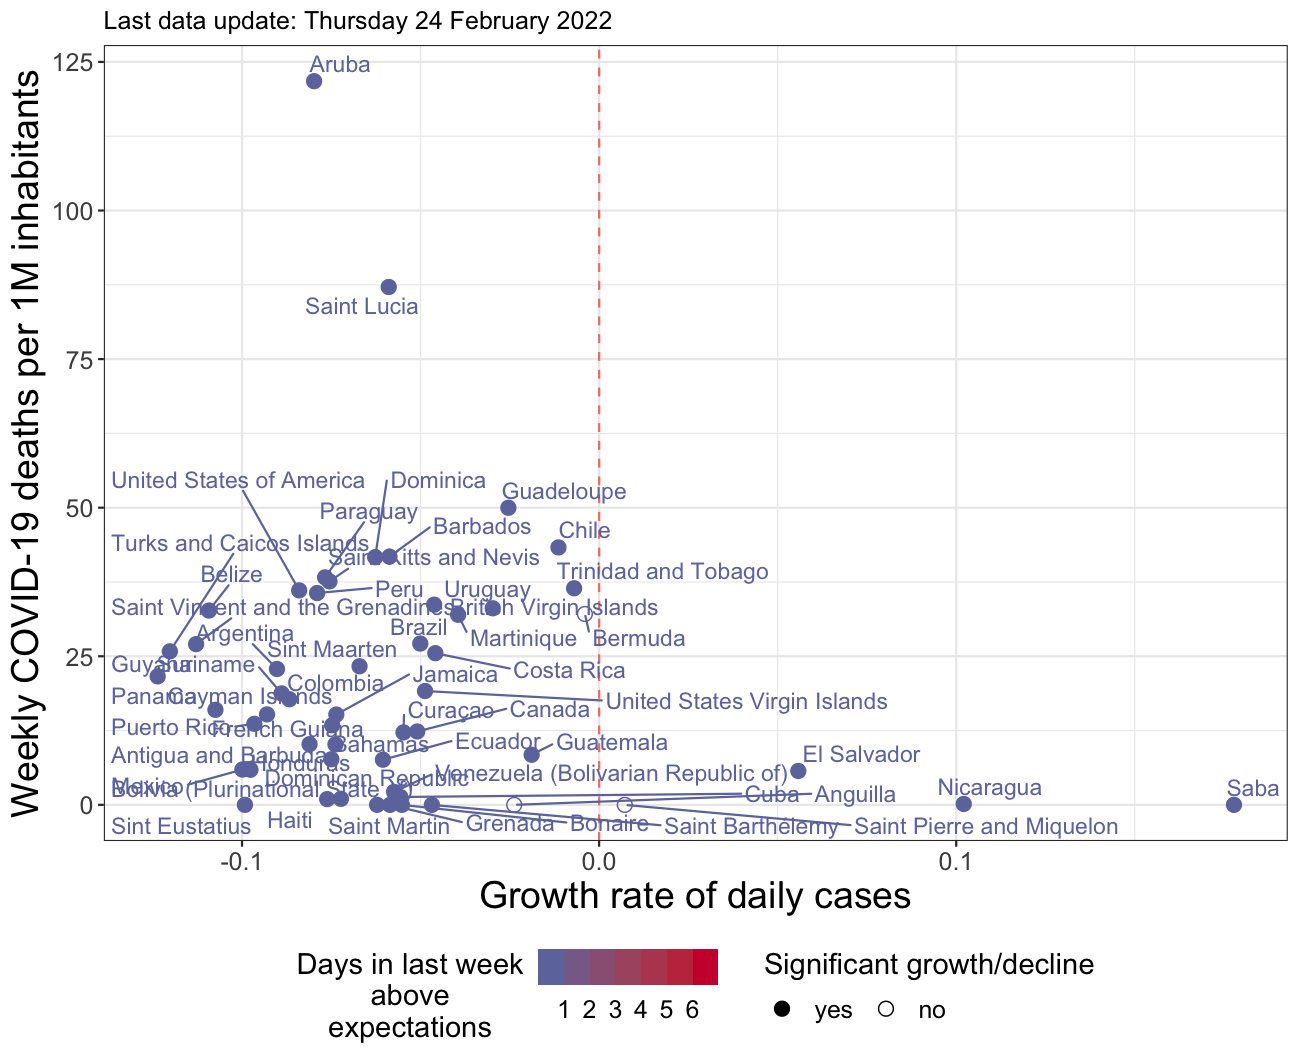 Last data update: Thursday 24 February 2022
Weekly COVID-19 deaths per 1M inhabitants
125
100
75
50
25
0
Aruba
Saint Lucia
United States of America
Dominica
Guadeloupe
Paraguay
Barbados
Chile
Turks and Caicos Islands
Saint Kitts and Nevis
Trinidad and Tobago
Belize
Peru
Uruguay
Saint Vincent and the Grenadines
British Virgin Islands
Argentina
Brazil
Martinique
Bermuda
Sint Maarten
Guyana
Suriname
Costa Rica
Jamaica
Colombia
Panama
Cayman Islands
United States Virgin Islands
Curaçao
Canada
Puerto Rico
French Guiana
Bahamas
Ecuador
Guatemala
Antigua and Barbuda
Honduras
El Salvador
Dominican Republic
Venezuela (Bolivarian Republic of)
Mexico
Bolivia (Plurinational State of)
Cuba
Anguilla
Nicaragua
Saba
Sint Eustatius
Haiti
Saint Martin
Grenada
Bonaire
Saint Barthélemy
Saint Pierre and Miquelon
-0.1
0.0
0.1
Growth rate of daily cases
Days in last week
above
expectations
1 2 3 4 5 6
Significant growth/decline
yes
no